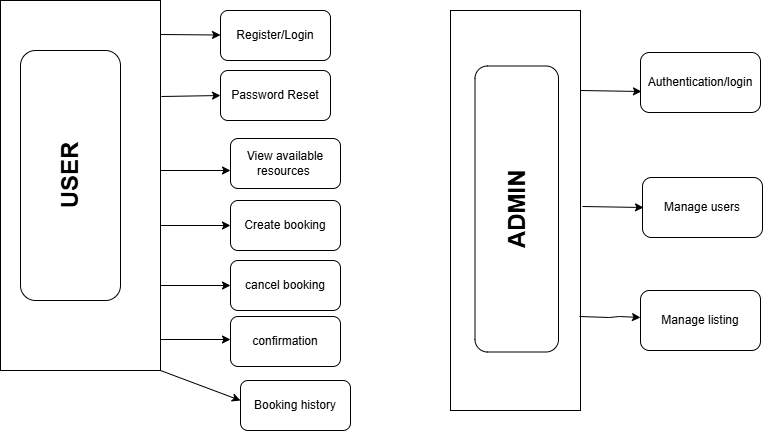 USER
Register/Login
Password Reset
View available
resources
Create booking
cancel booking
confirmation
Booking history
ADMIN
Authentication/login
Manage users
Manage listing